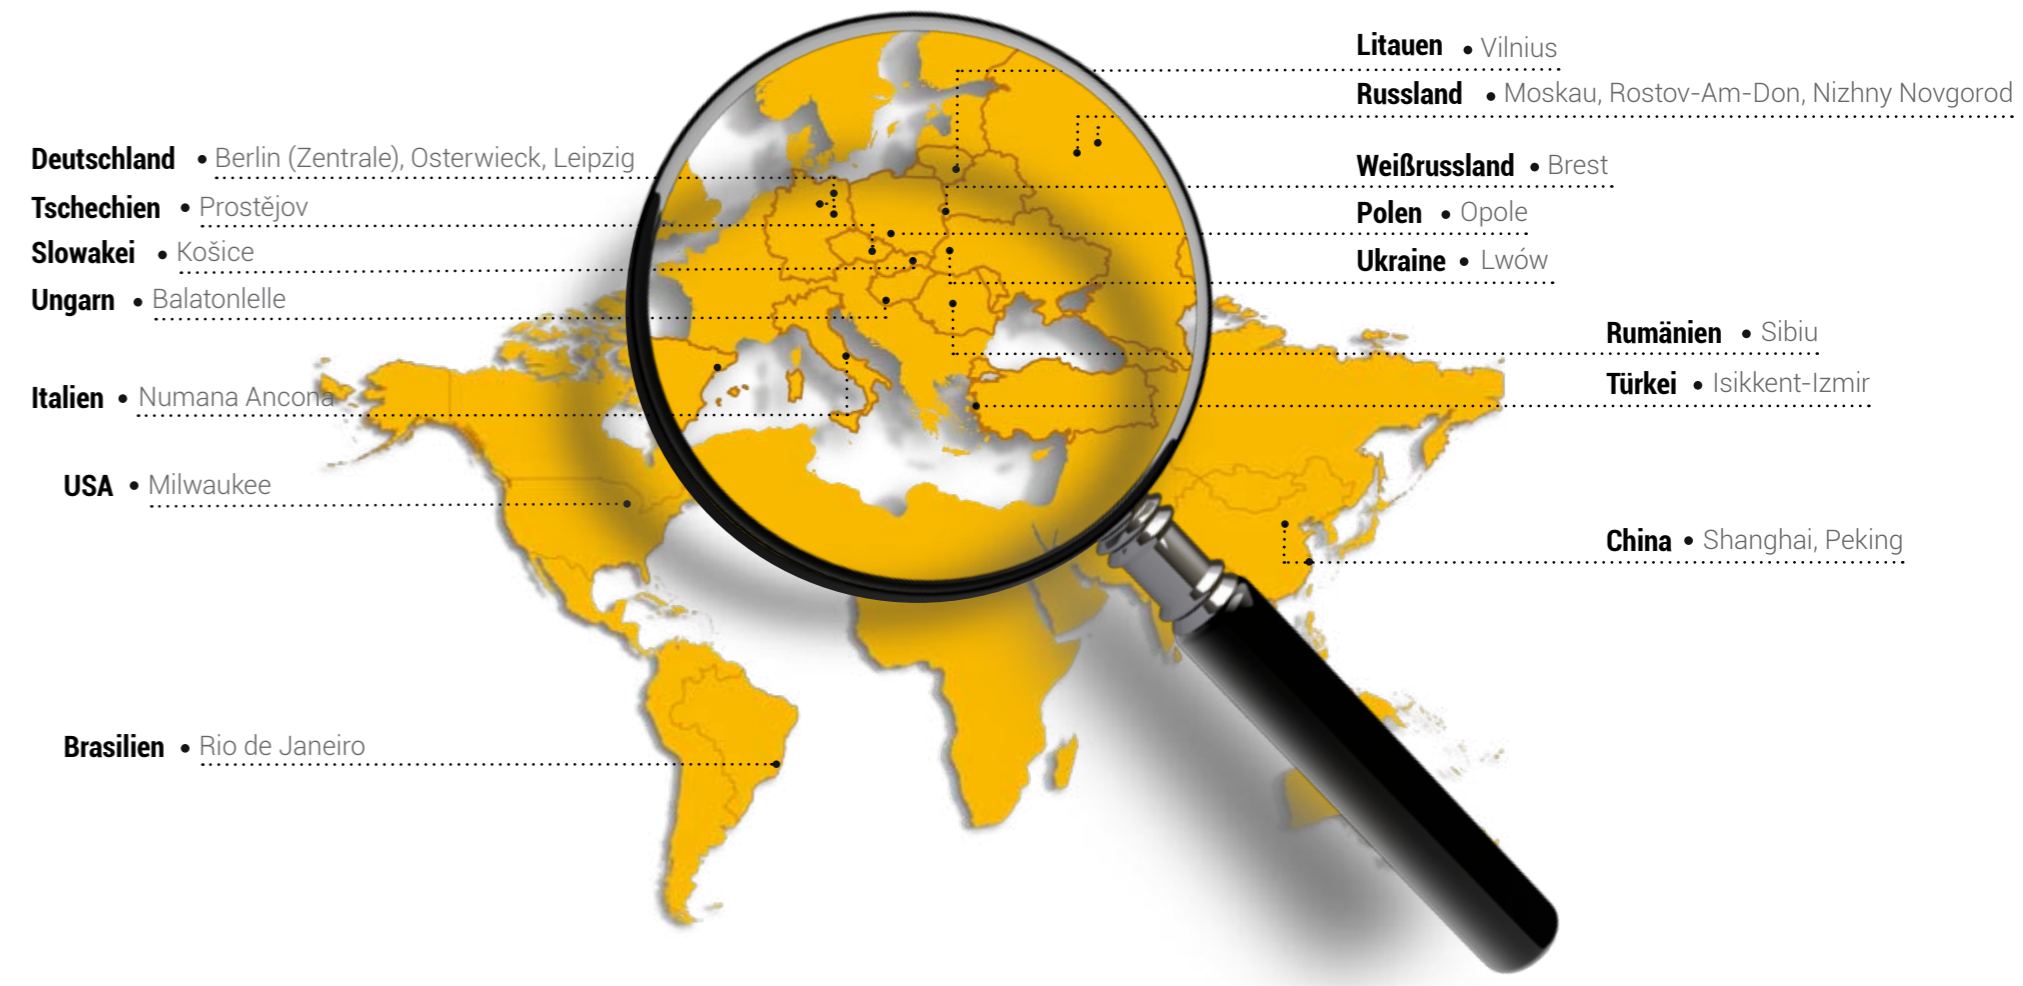 Deutschland • Berlin (Zentrale), Osterwieck, Leipzig
Tschechien • Prostějov
Slowakei • Košice
Ungarn • Balatonlelle
Italien • Numana Ancona
USA • Milwaukee
Brasilien • Rio de Janeiro
Litauen • Vilnius
Russland • Moskau, Rostov-Am-Don, Nizhny Novgorod
Weißrussland • Brest
Polen • Opole
Ukraine • Lwów
Rumänien • Sibiu
Türkei • Isikkent-Izmir
China • Shanghai, Peking